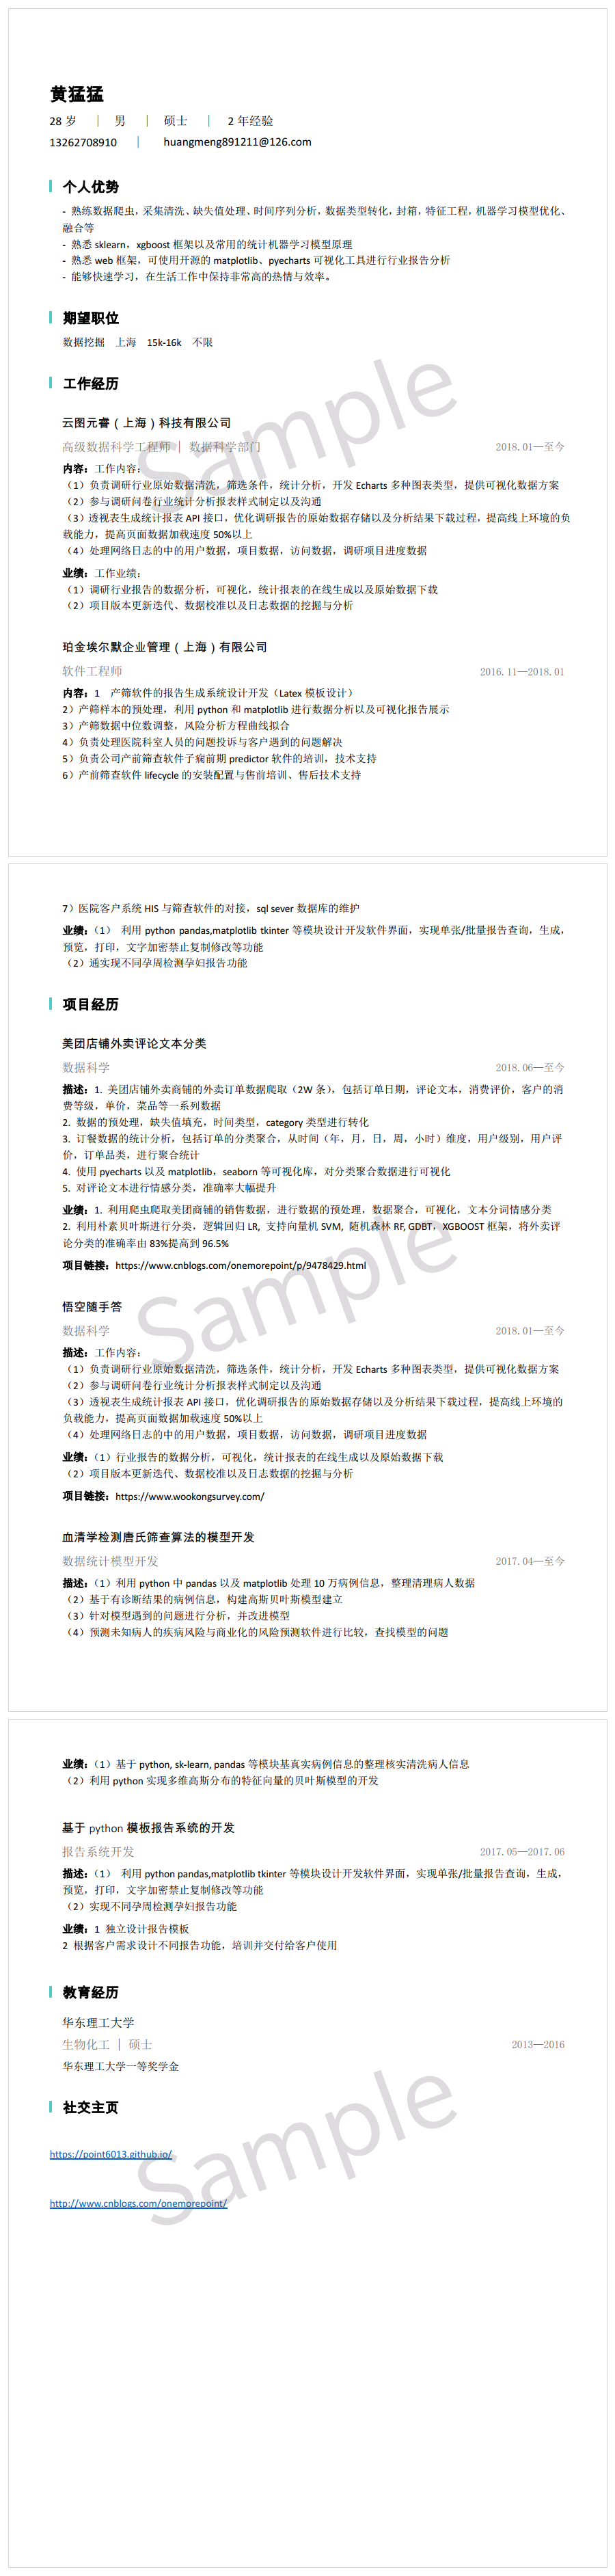 黄猛猛
28 岁 | 男 | 硕士 | 2 年经验
13262708910 | huangmeng891211@126.com
个人优势
- 熟练数据爬虫，采集清洗、缺失值处理、时间序列分析，数据类型转化，封箱，特征工程，机器学习模型优化、
融合等
- 熟悉 sklearn，xgboost 框架以及常用的统计机器学习模型原理
- 熟悉 web 框架，可使用开源的 matplotlib、pyecharts 可视化工具进行行业报告分析
- 能够快速学习，在生活工作中保持非常高的热情与效率。
期望职位
数据挖掘 上海 15k-16k 不限
工作经历
云图元睿（上海）科技有限公司
高级数据科学工程师 | 数据科学部门 2018.01—至今
内容：工作内容：
（1）负责调研行业原始数据清洗，筛选条件，统计分析，开发 Echarts 多种图表类型，提供可视化数据方案
（2）参与调研问卷行业统计分析报表样式制定以及沟通
（3）透视表生成统计报表 API 接口，优化调研报告的原始数据存储以及分析结果下载过程，提高线上环境的负
载能力，提高页面数据加载速度 50%以上
（4）处理网络日志的中的用户数据，项目数据，访问数据，调研项目进度数据
业绩：工作业绩：
（1）调研行业报告的数据分析，可视化，统计报表的在线生成以及原始数据下载
（2）项目版本更新迭代、数据校准以及日志数据的挖掘与分析
珀金埃尔默企业管理（上海）有限公司
软件工程师 2016.11—2018.01
内容：1 产筛软件的报告生成系统设计开发（Latex 模板设计）
2）产筛样本的预处理，利用 python 和 matplotlib 进行数据分析以及可视化报告展示
3）产筛数据中位数调整，风险分析方程曲线拟合
4）负责处理医院科室人员的问题投诉与客户遇到的问题解决
5）负责公司产前筛查软件子痫前期 predictor 软件的培训，技术支持
6）产前筛查软件 lifecycle 的安装配置与售前培训、售后技术支持
Sample
7）医院客户系统 HIS 与筛查软件的对接，sql sever 数据库的维护
业绩：（1） 利用 python pandas,matplotlib tkinter 等模块设计开发软件界面，实现单张/批量报告查询，生成，
预览，打印，文字加密禁止复制修改等功能
（2）通实现不同孕周检测孕妇报告功能
项目经历
美团店铺外卖评论文本分类
数据科学 2018.06—至今
描述：1. 美团店铺外卖商铺的外卖订单数据爬取（2W 条），包括订单日期，评论文本，消费评价，客户的消
费等级，单价，菜品等一系列数据
2. 数据的预处理，缺失值填充，时间类型，category 类型进行转化
3. 订餐数据的统计分析，包括订单的分类聚合，从时间（年，月，日，周，小时）维度，用户级别，用户评
价，订单品类，进行聚合统计
4. 使用 pyecharts 以及 matplotlib，seaborn 等可视化库，对分类聚合数据进行可视化
5. 对评论文本进行情感分类，准确率大幅提升
业绩：1. 利用爬虫爬取美团商铺的销售数据，进行数据的预处理，数据聚合，可视化，文本分词情感分类
2. 利用朴素贝叶斯进行分类，逻辑回归 LR, 支持向量机 SVM, 随机森林 RF, GDBT，XGBOOST 框架，将外卖评
论分类的准确率由 83%提高到 96.5%
项目链接：https://www.cnblogs.com/onemorepoint/p/9478429.html
悟空随手答
数据科学 2018.01—至今
描述：工作内容：
（1）负责调研行业原始数据清洗，筛选条件，统计分析，开发 Echarts 多种图表类型，提供可视化数据方案
（2）参与调研问卷行业统计分析报表样式制定以及沟通
（3）透视表生成统计报表 API 接口，优化调研报告的原始数据存储以及分析结果下载过程，提高线上环境的
负载能力，提高页面数据加载速度 50%以上
（4）处理网络日志的中的用户数据，项目数据，访问数据，调研项目进度数据
业绩：（1）行业报告的数据分析，可视化，统计报表的在线生成以及原始数据下载
（2）项目版本更新迭代、数据校准以及日志数据的挖掘与分析
项目链接：https://www.wookongsurvey.com/
血清学检测唐氏筛查算法的模型开发
数据统计模型开发 2017.04—至今
描述：（1）利用 python 中 pandas 以及 matplotlib 处理 10 万病例信息，整理清理病人数据
（2）基于有诊断结果的病例信息，构建高斯贝叶斯模型建立
（3）针对模型遇到的问题进行分析，并改进模型
（4）预测未知病人的疾病风险与商业化的风险预测软件进行比较，查找模型的问题
Sample
业绩：（1）基于 python, sk-learn, pandas 等模块基真实病例信息的整理核实清洗病人信息
（2）利用 python 实现多维高斯分布的特征向量的贝叶斯模型的开发
基于 python 模板报告系统的开发
报告系统开发 2017.05—2017.06
描述：（1） 利用 python pandas,matplotlib tkinter 等模块设计开发软件界面，实现单张/批量报告查询，生成，
预览，打印，文字加密禁止复制修改等功能
（2）实现不同孕周检测孕妇报告功能
业绩：1 独立设计报告模板
2 根据客户需求设计不同报告功能，培训并交付给客户使用
教育经历
华东理工大学
生物化工 | 硕士 2013—2016
华东理工大学一等奖学金
社交主页
https://point6013.github.io/
http://www.cnblogs.com/onemorepoint/
Sample